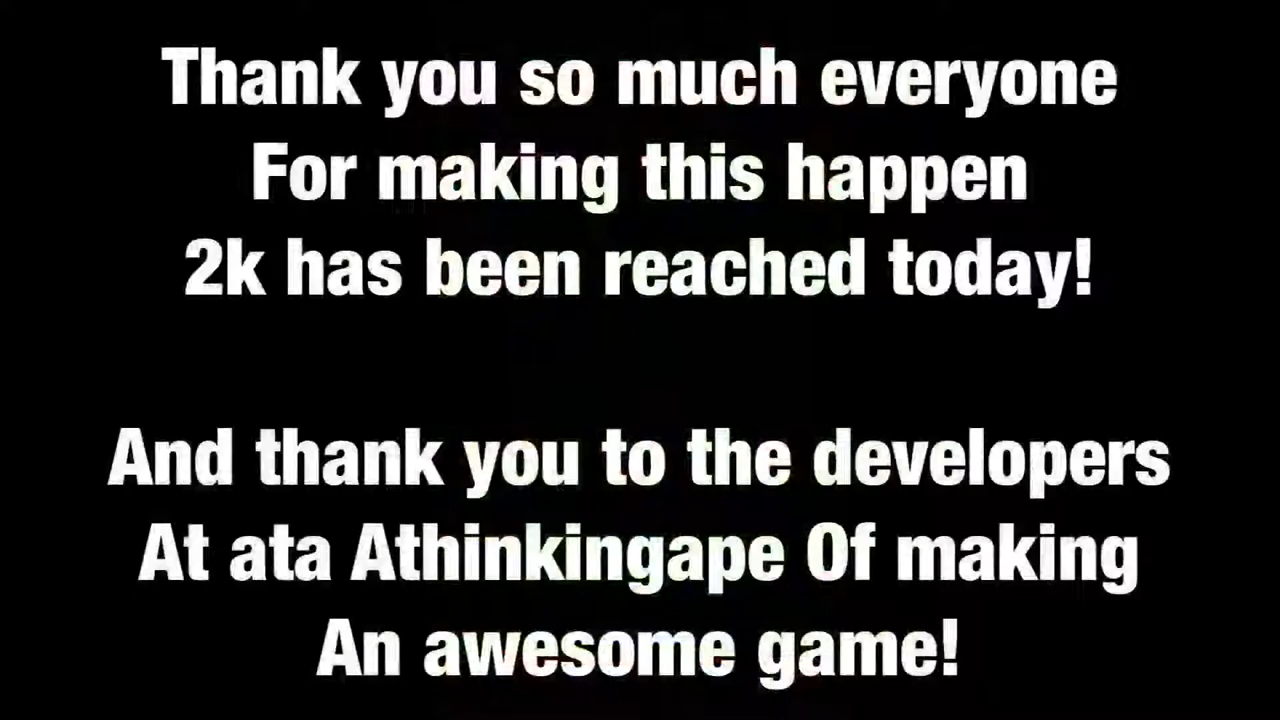 Thank you so much everyone
For making this happen
2k has been reached today!
And thank you to the developers
At ata Athinkingape Of making
An awesome game!